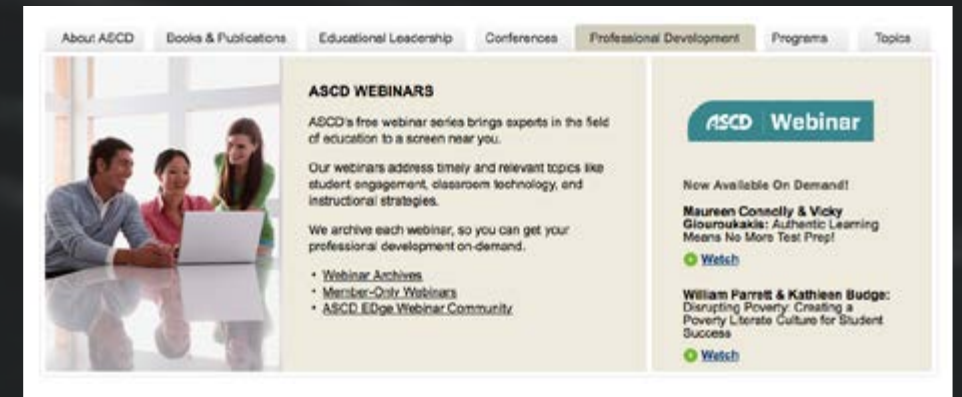 About ASCD Books & Publications Educational Leadership Conferences Professional Development Programs Topics
ASCD WEBINARS
ASCD's free webinar series brings experts in the field
of education to a screen near you.
Our webinars address timely and relevant topics like
student engagement, classroom technology, and
instructional strategies.
We archive each webinar, so you can get your
professional development on-demand.
• Webinar Archives
• Member-Only Webinars
• ASCD EDge Webinar Community
ASCD Webinar
Now Available On Demand!
Maureen Connolly & Vicky
Giouroukakis: Authentic Learning
Means No More Test Prep!
Watch
William Parrett & Kathleen Budge:
Disrupting Poverty: Creating a
Poverty Literate Culture for Student
Success
Watch